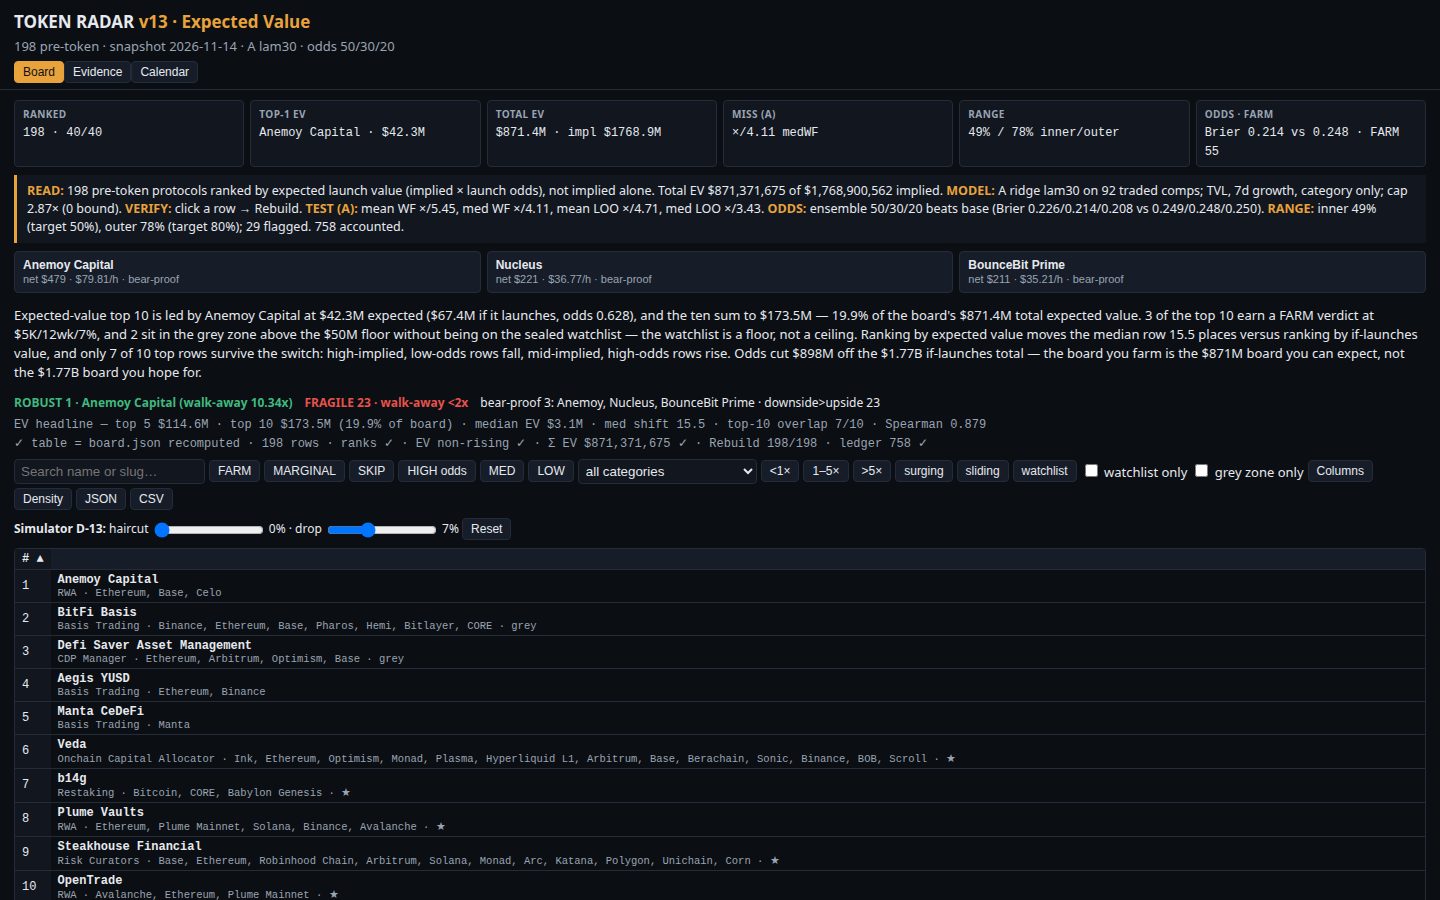 TOKEN RADAR v13 · Expected Value
198 pre-token · snapshot 2026-11-14 · A lam30 · odds 50/30/20
Board Evidence Calendar
RANKED
198 · 40/40
TOP-1 EV
Anemoy Capital · $42.3M
TOTAL EV
$871.4M · impl $1768.9M
MISS (A)
×/4.11 medWF
RANGE
49% / 78% inner/outer
ODDS · FARM
Brier 0.214 vs 0.248 · FARM
55
READ: 198 pre-token protocols ranked by expected launch value (implied × launch odds), not implied alone. Total EV $871,371,675 of $1,768,900,562 implied. MODEL: A ridge lam30 on 92 traded comps; TVL, 7d growth, category only; cap
2.87× (0 bound). VERIFY: click a row → Rebuild. TEST (A): mean WF ×/5.45, med WF ×/4.11, mean LOO ×/4.71, med LOO ×/3.43. ODDS: ensemble 50/30/20 beats base (Brier 0.226/0.214/0.208 vs 0.249/0.248/0.250). RANGE: inner 49%
(target 50%), outer 78% (target 80%); 29 flagged. 758 accounted.
Anemoy Capital
net $479 · $79.81/h · bear-proof
Nucleus
net $221 · $36.77/h · bear-proof
BounceBit Prime
net $211 · $35.21/h · bear-proof
Expected-value top 10 is led by Anemoy Capital at $42.3M expected ($67.4M if it launches, odds 0.628), and the ten sum to $173.5M — 19.9% of the board's $871.4M total expected value. 3 of the top 10 earn a FARM verdict at
$5K/12wk/7%, and 2 sit in the grey zone above the $50M floor without being on the sealed watchlist — the watchlist is a floor, not a ceiling. Ranking by expected value moves the median row 15.5 places versus ranking by if-launches
value, and only 7 of 10 top rows survive the switch: high-implied, low-odds rows fall, mid-implied, high-odds rows rise. Odds cut $898M off the $1.77B if-launches total — the board you farm is the $871M board you can expect, not
the $1.77B board you hope for.
ROBUST 1 · Anemoy Capital (walk-away 10.34x) FRAGILE 23 · walk-away <2x bear-proof 3: Anemoy, Nucleus, BounceBit Prime · downside>upside 23
EV headline — top 5 $114.6M · top 10 $173.5M (19.9% of board) · median EV $3.1M · med shift 15.5 · top-10 overlap 7/10 · Spearman 0.879
✓ table = board.json recomputed · 198 rows · ranks ✓ · EV non-rising ✓ · Σ EV $871,371,675 ✓ · Rebuild 198/198 · ledger 758 ✓
Search name or slug… FARM MARGINAL SKIP HIGH odds MED LOW all categories <1× 1–5× >5× surging sliding watchlist watchlist only grey zone only Columns
Density JSON CSV
Simulator D-13: haircut 0% · drop 7% Reset
# ▲
1 Anemoy Capital
RWA · Ethereum, Base, Celo
2 BitFi Basis
Basis Trading · Binance, Ethereum, Base, Pharos, Hemi, Bitlayer, CORE · grey
3 Defi Saver Asset Management
CDP Manager · Ethereum, Arbitrum, Optimism, Base · grey
4 Aegis YUSD
Basis Trading · Ethereum, Binance
5 Manta CeDeFi
Basis Trading · Manta
6 Veda
Onchain Capital Allocator · Ink, Ethereum, Optimism, Monad, Plasma, Hyperliquid L1, Arbitrum, Base, Berachain, Sonic, Binance, BOB, Scroll · ★
7 b14g
Restaking · Bitcoin, CORE, Babylon Genesis · ★
8 Plume Vaults
RWA · Ethereum, Plume Mainnet, Solana, Binance, Avalanche · ★
9 Steakhouse Financial
Risk Curators · Base, Ethereum, Robinhood Chain, Arbitrum, Solana, Monad, Arc, Katana, Polygon, Unichain, Corn · ★
10 OpenTrade
RWA · Avalanche, Ethereum, Plume Mainnet · ★